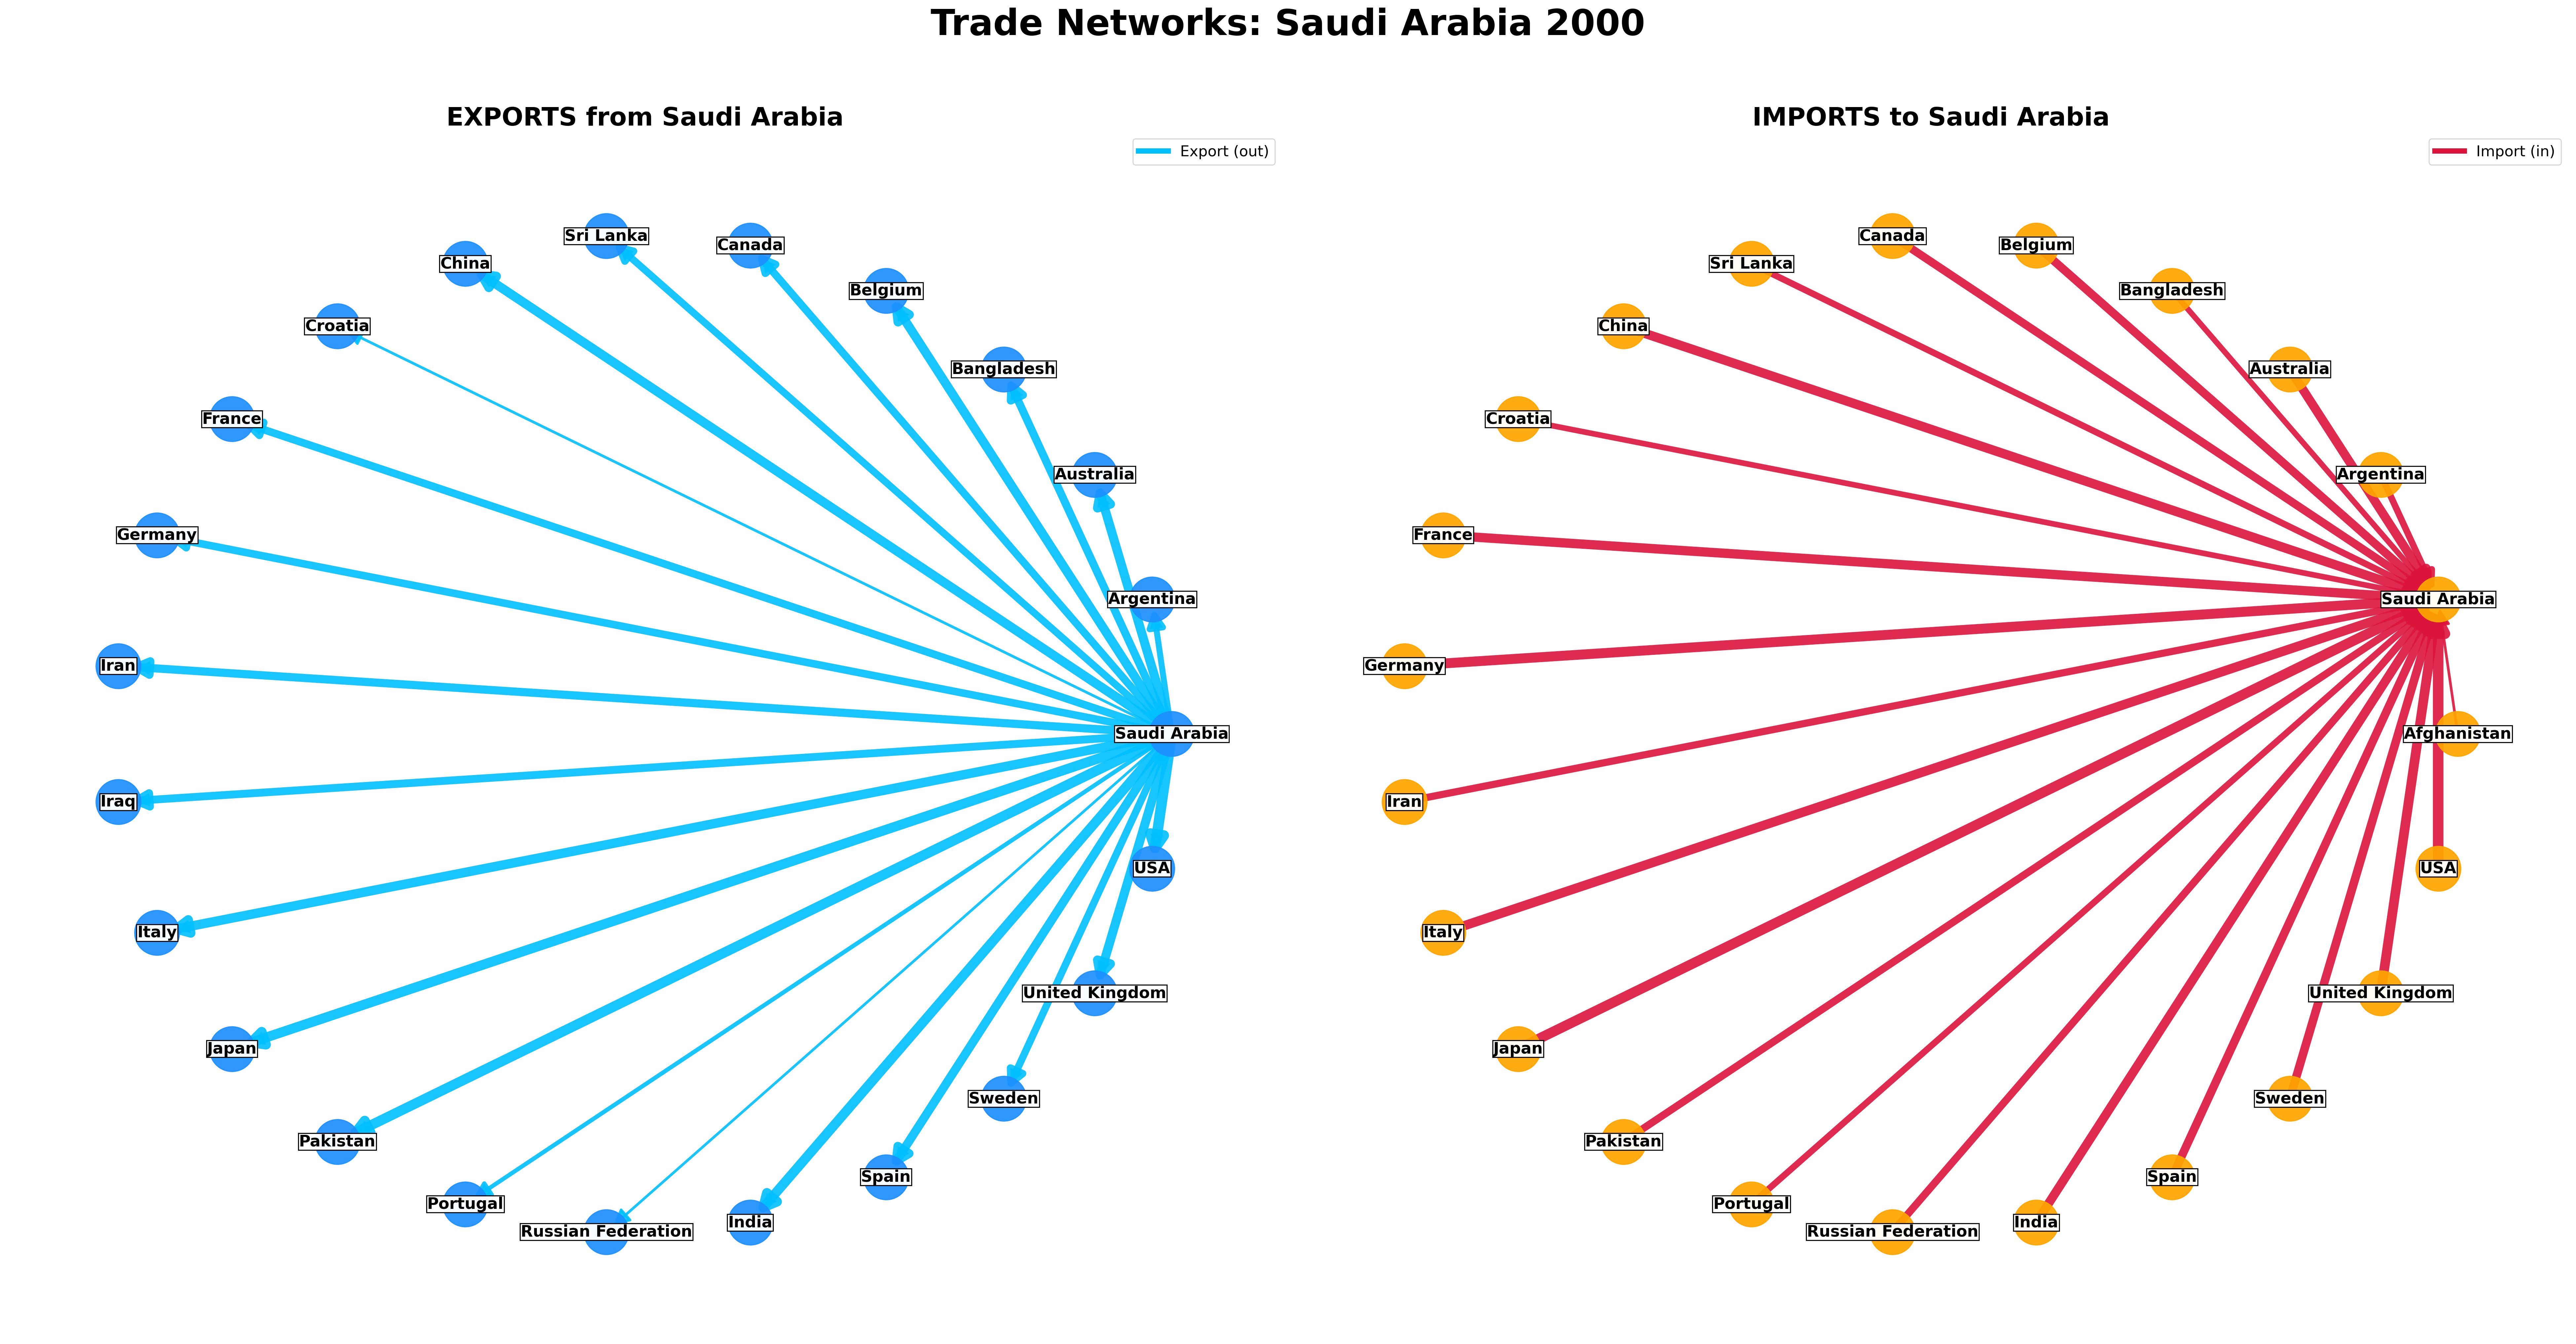 Trade Networks: Saudi Arabia 2000
EXPORTS from Saudi Arabia
Export (out)
Sri Lanka
Canada
China
Belgium
Croatia
Bangladesh
France
Australia
Germany
Argentina
Iran
Saudi Arabia
Iraq
USA
Italy
United Kingdom
Japan
Sweden
Pakistan
Spain
Portugal
India
Russian Federation
IMPORTS to Saudi Arabia
Import (in)
Canada
Belgium
Sri Lanka
Bangladesh
China
Australia
Croatia
Argentina
France
Saudi Arabia
Germany
Afghanistan
Iran
USA
Italy
United Kingdom
Japan
Sweden
Pakistan
Spain
Portugal
India
Russian Federation